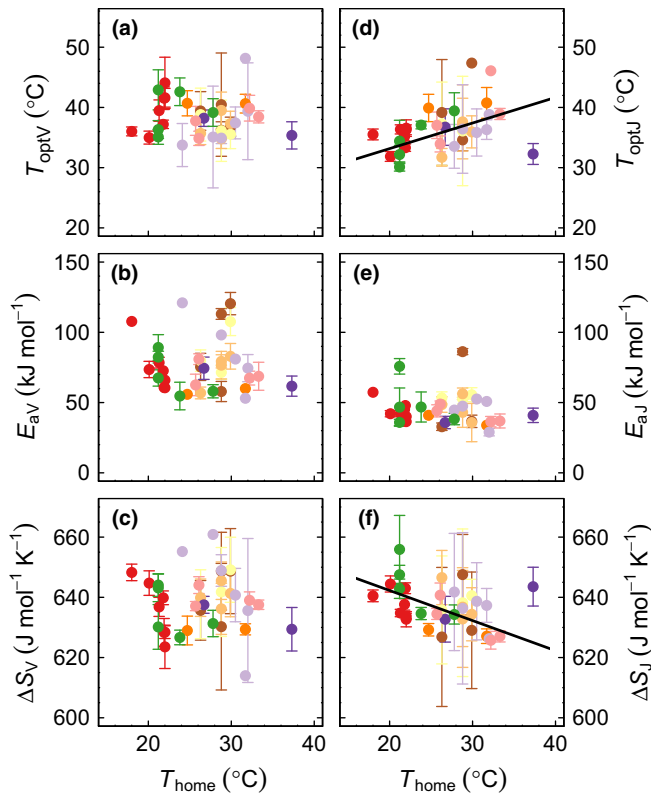 (a)
(d)
50
40
30
20
T_optV (°C)
50
40
30
20
T_optJ (°C)
(b)
(e)
150
100
50
0
E_aV (kJ mol⁻¹)
150
100
50
0
E_aJ (kJ mol⁻¹)
(c)
(f)
660
640
620
600
ΔS_V (J mol⁻¹ K⁻¹)
660
640
620
600
ΔS_J (J mol⁻¹ K⁻¹)
20 30 40
20 30 40
T_home (°C)
T_home (°C)